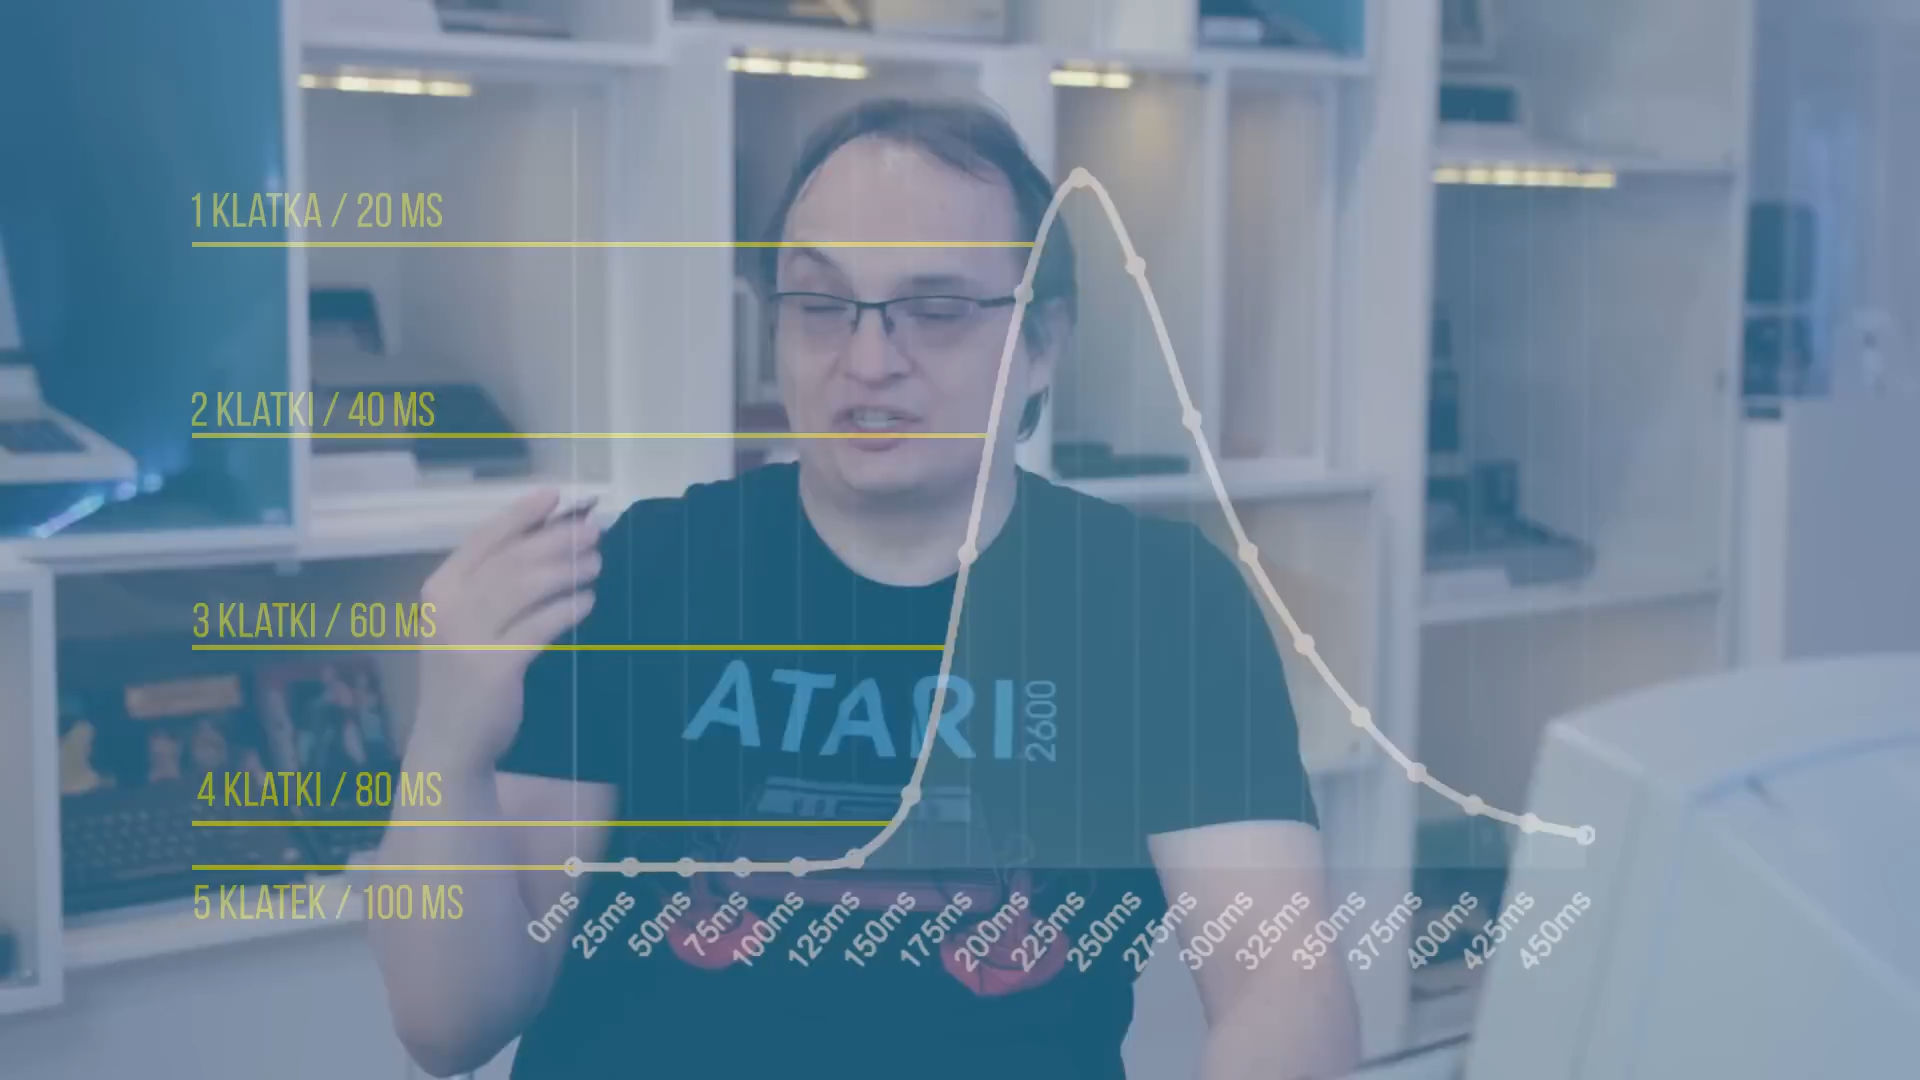 1 KLATKA / 20 MS
2 KLATKI / 40 MS
3 KLATKI / 60 MS
ATARI 2600
4 KLATKI / 80 MS
5 KLATEK / 100 MS
0ms 25ms 50ms 75ms 100ms 125ms 150ms 175ms 200ms 225ms 250ms 275ms 300ms 325ms 350ms 375ms 400ms 425ms 450ms